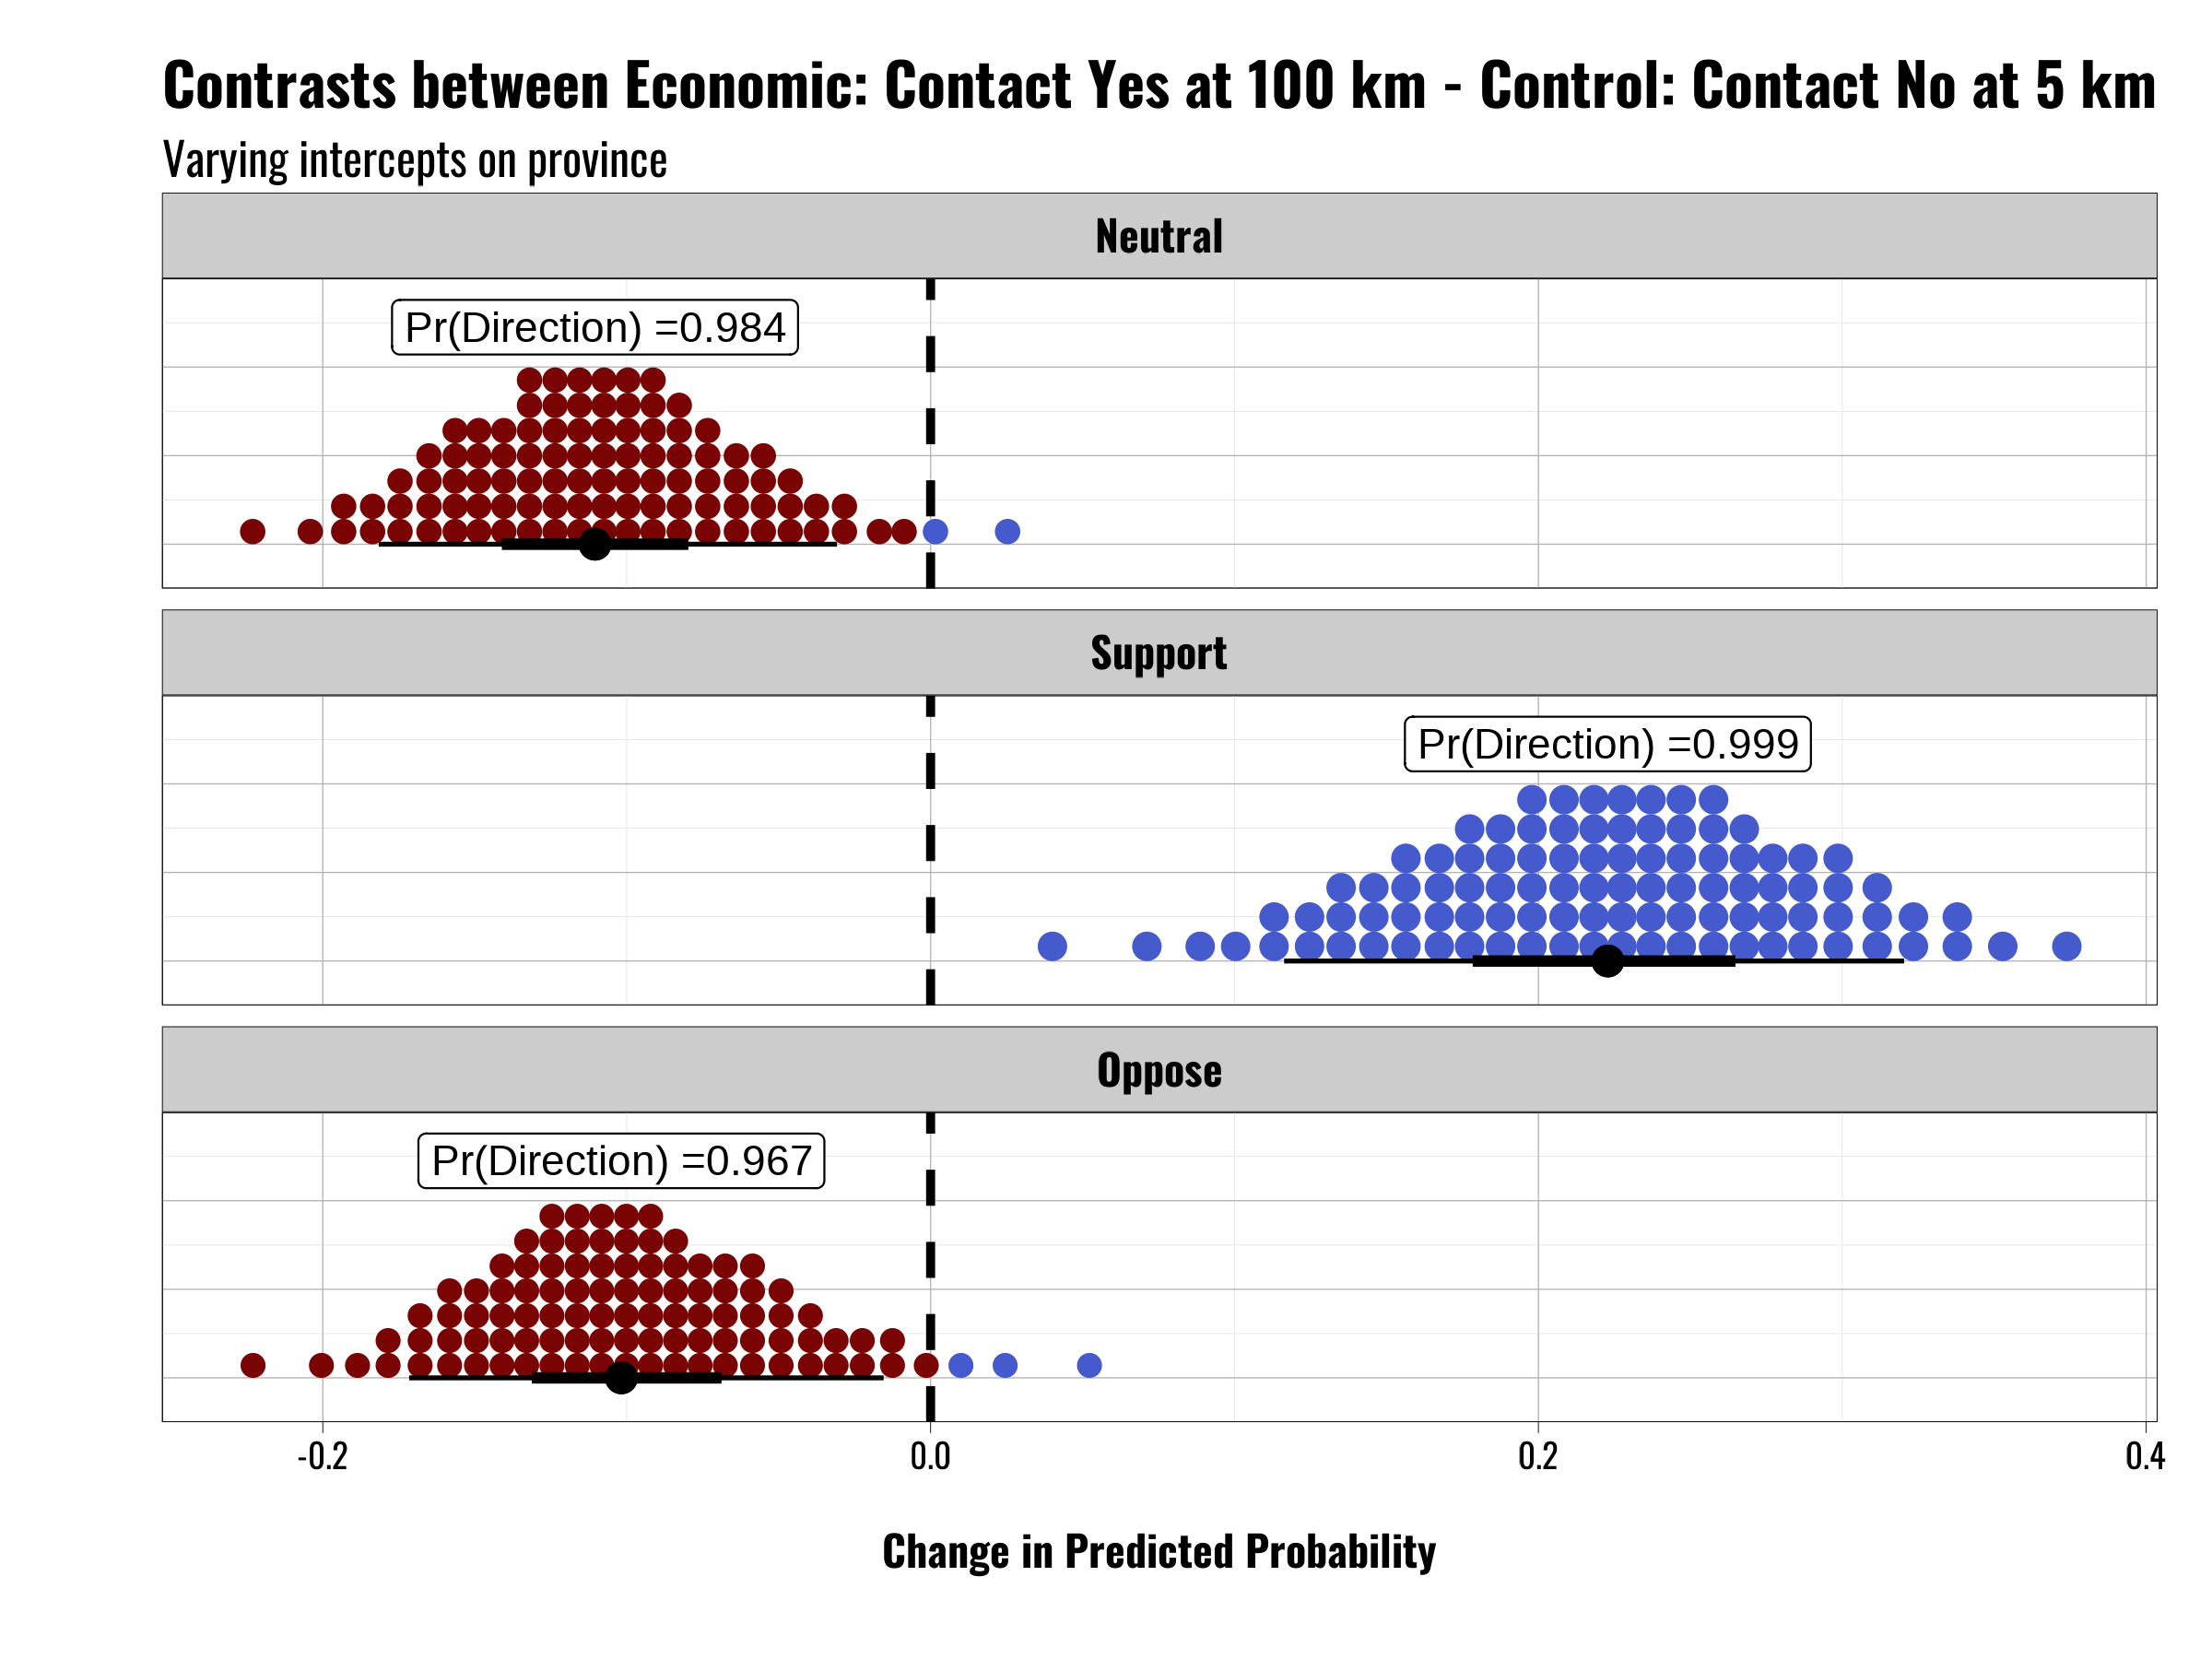 Contrasts between Economic: Contact Yes at 100 km - Control: Contact No at 5 km
Varying intercepts on province
Neutral
Pr(Direction) =0.984
Support
Pr(Direction) =0.999
Oppose
Pr(Direction) =0.967
-0.2 0.0 0.2 0.4
Change in Predicted Probability